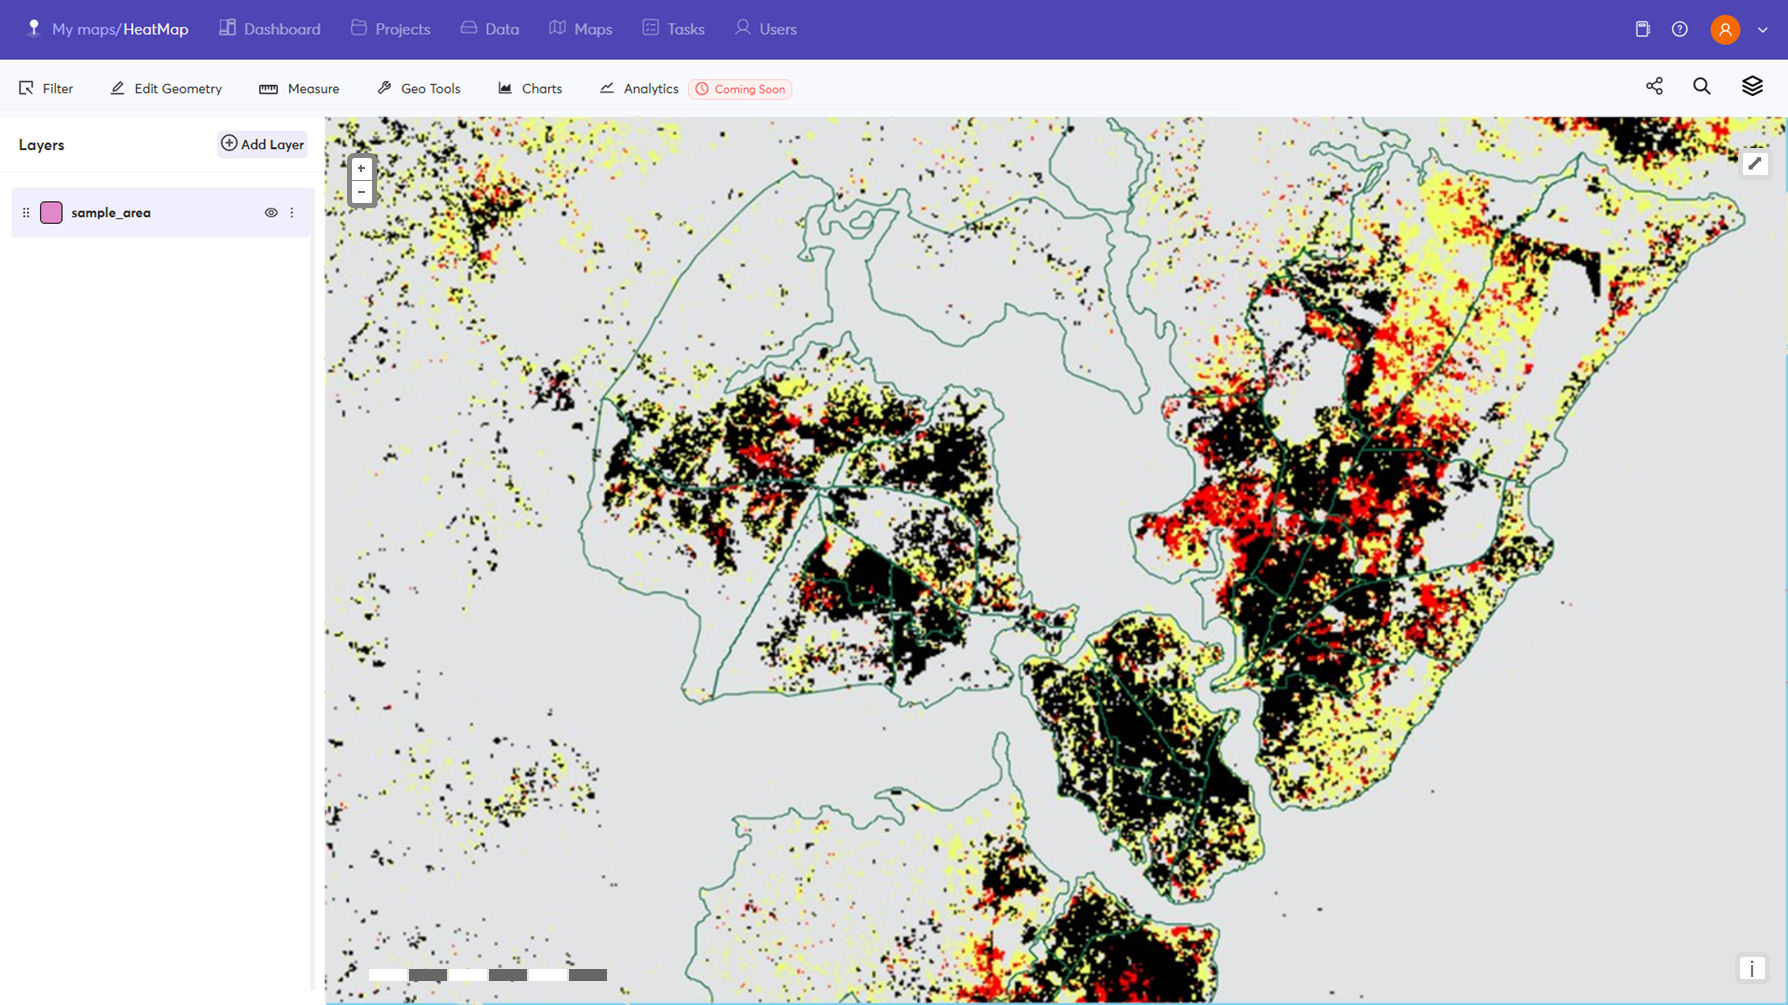 My maps/HeatMap Dashboard Projects Data Maps Tasks Users
Filter Edit Geometry Measure Geo Tools Charts Analytics Coming Soon
Layers Add Layer
sample_area
+
−
i